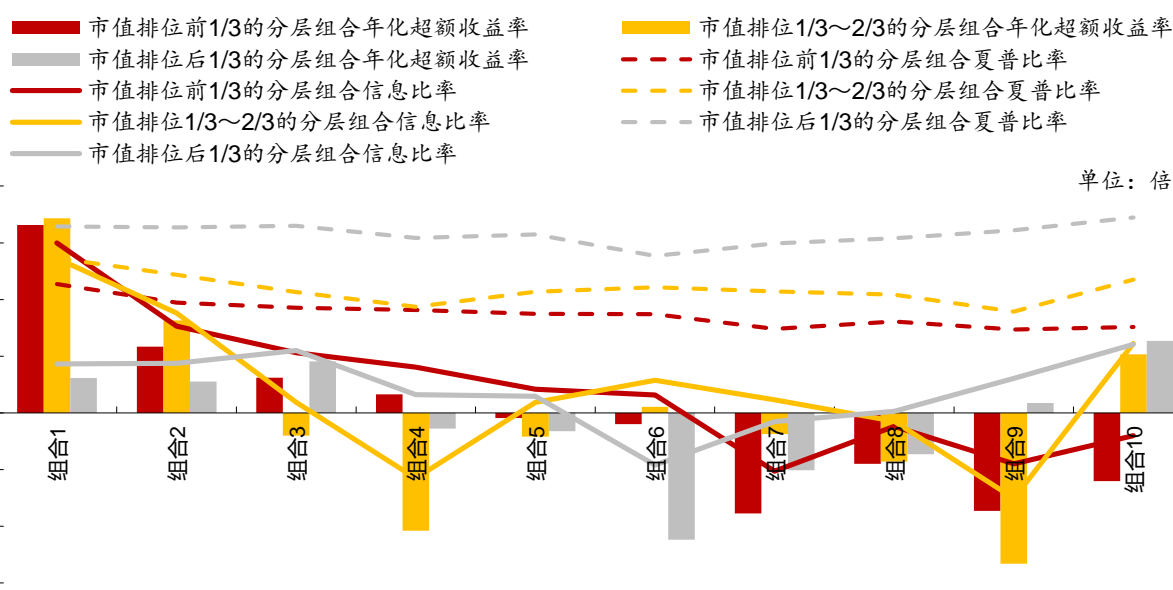 市值排位前1/3的分层组合年化超额收益率
市值排位1/3～2/3的分层组合年化超额收益率
市值排位后1/3的分层组合年化超额收益率
市值排位前1/3的分层组合夏普比率
市值排位前1/3的分层组合信息比率
市值排位1/3～2/3的分层组合夏普比率
市值排位1/3～2/3的分层组合信息比率
市值排位后1/3的分层组合夏普比率
市值排位后1/3的分层组合信息比率
单位：倍
组合1
组合2
组合3
组合4
组合5
组合6
组合7
组合8
组合9
组合10